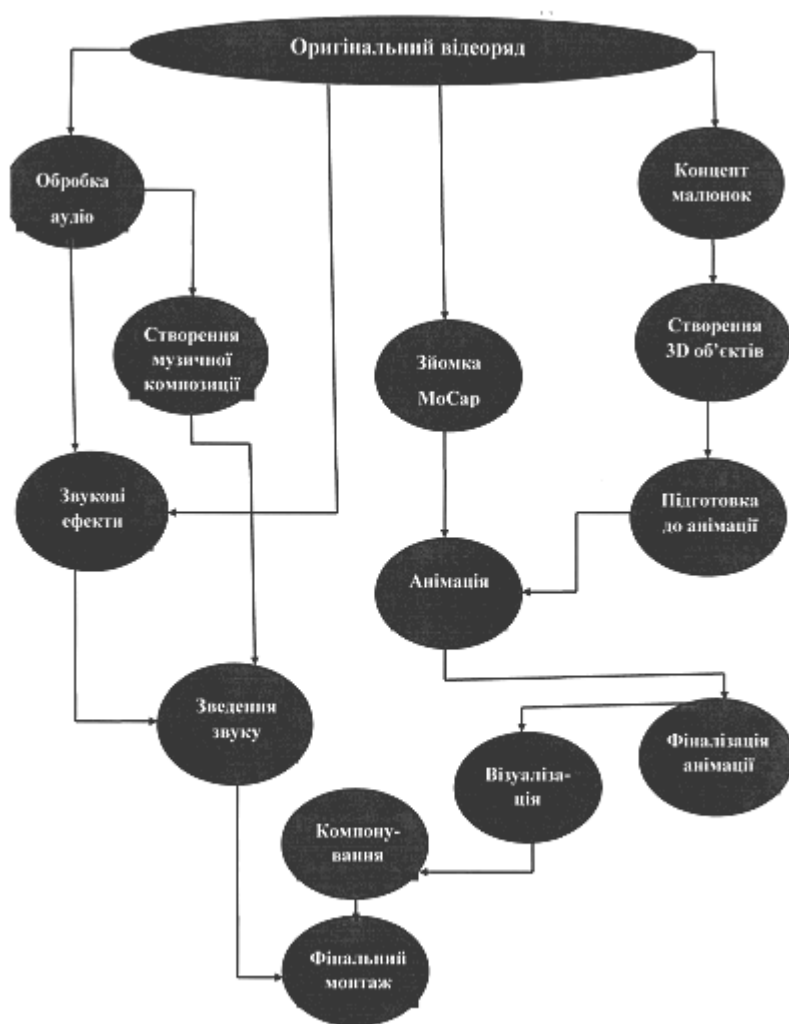 Оригінальний відеоряд
Обробка
аудіо
Концепт
малюнок
Створення
музичної
композиції
Зйомка
MoCap
Створення
3D об'єктів
Звукові
ефекти
Підготовка
до анімації
Анімація
Зведення
звуку
Фіналізація
анімації
Візуаліза-
ція
Компону-
вання
Фінальний
монтаж